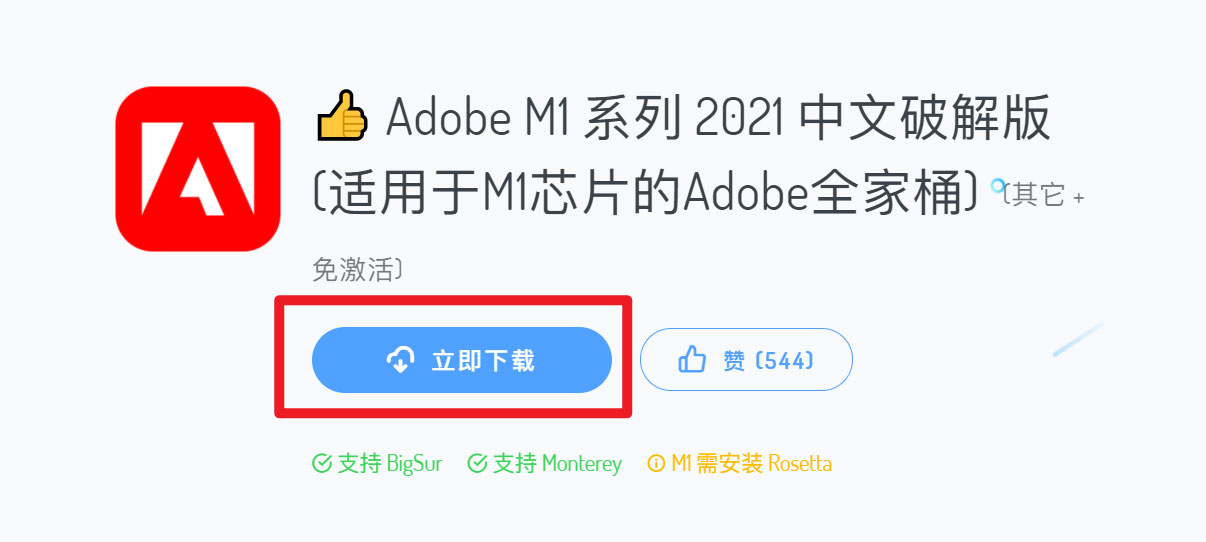 👍 Adobe M1 系列 2021 中文破解版
(适用于M1芯片的Adobe全家桶) (其它 +
免激活)
立即下载 赞 (544)
支持 BigSur 支持 Monterey M1 需安装 Rosetta